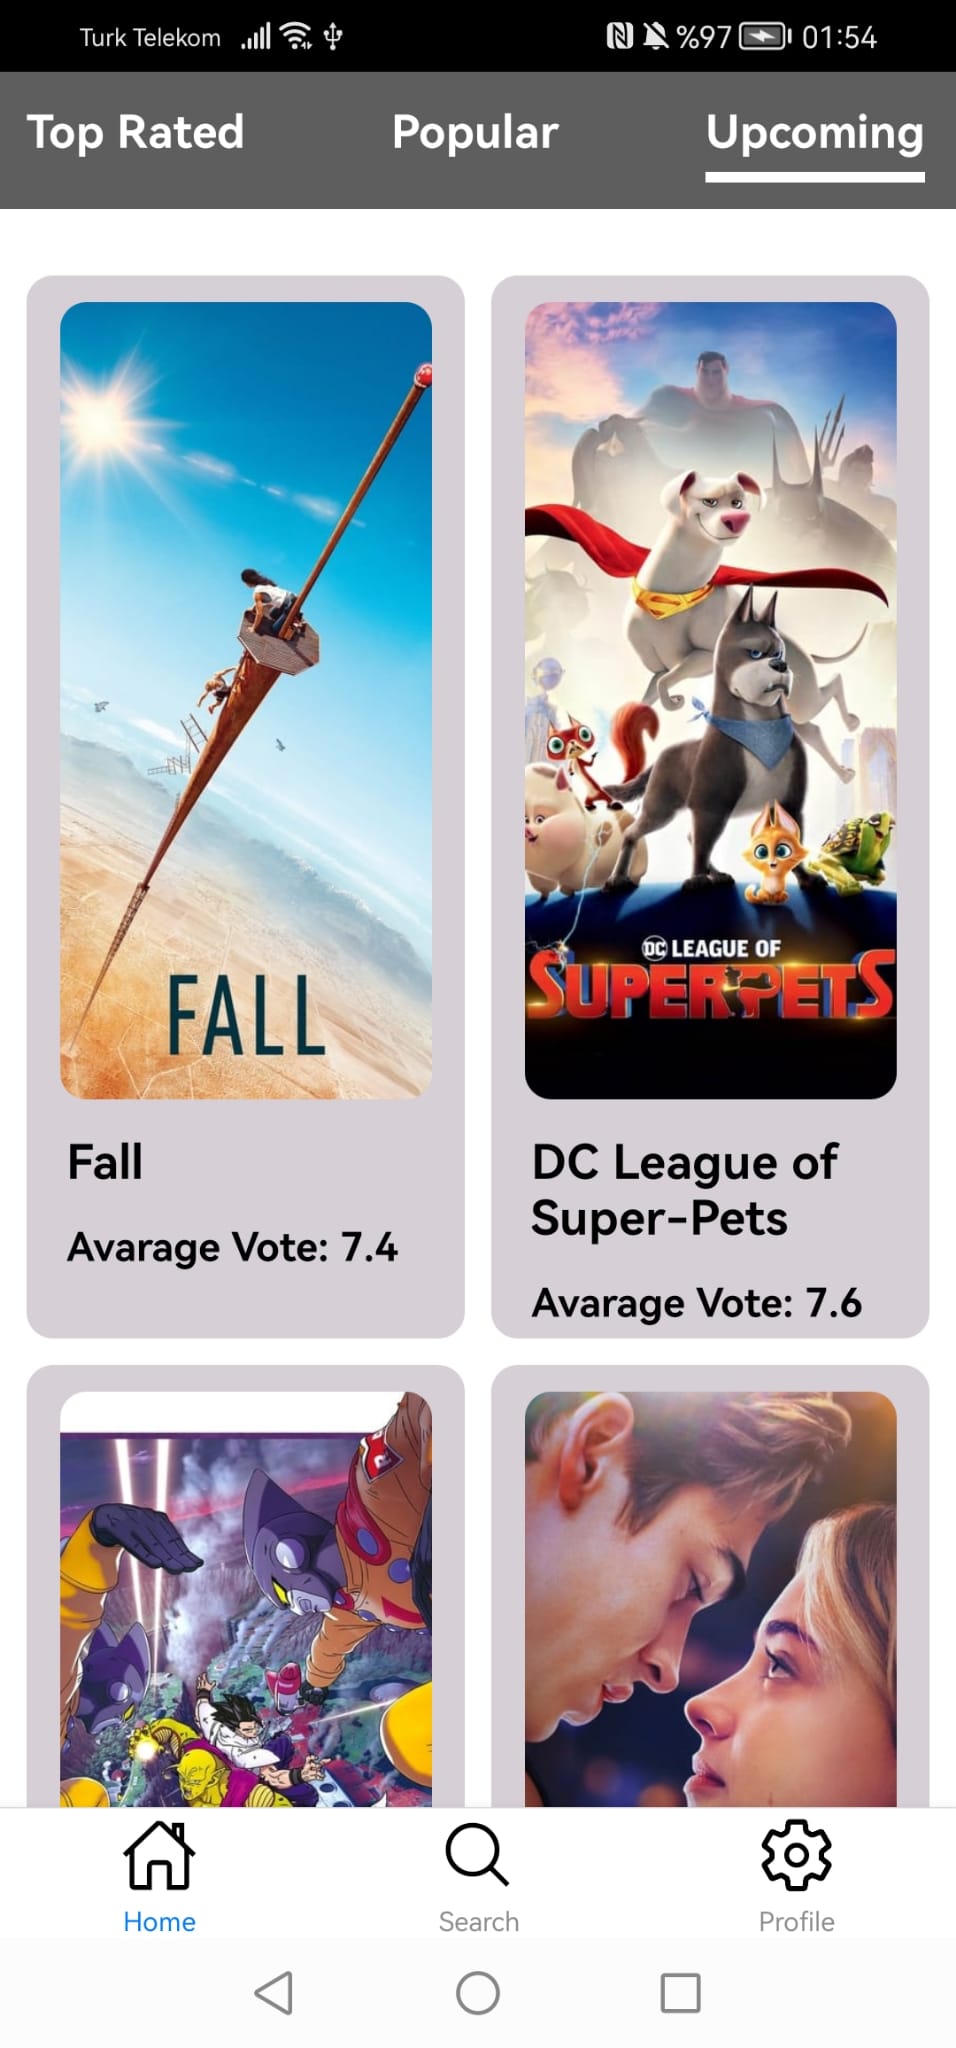 Turk Telekom %97 01:54
Top Rated Popular Upcoming
FALL
DC LEAGUE OF
SUPERPETS
Fall
Avarage Vote: 7.4
DC League of
Super-Pets
Avarage Vote: 7.6
Home Search Profile